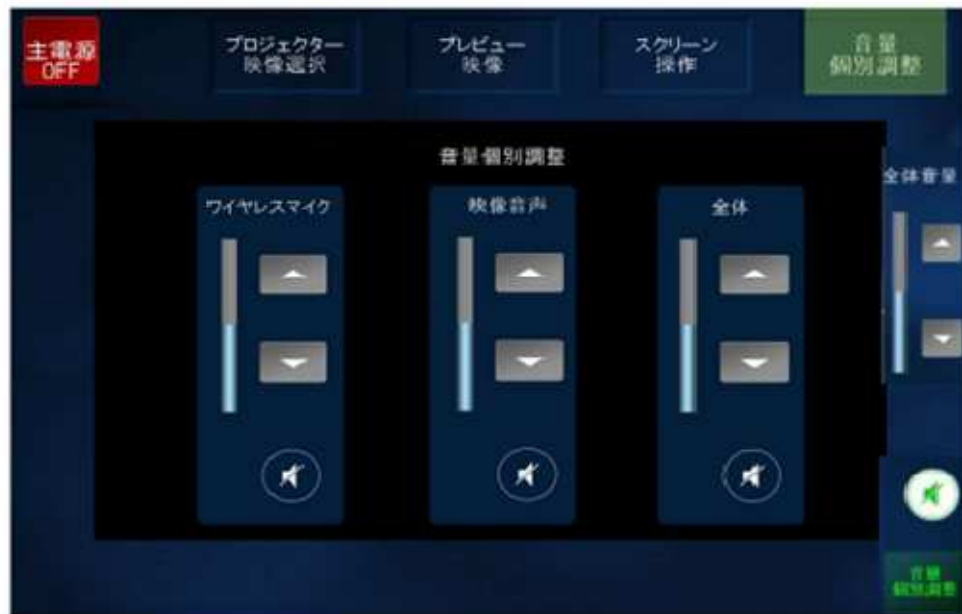 主電源
OFF
プロジェクター
映像選択
プレビュー
映像
スクリーン
操作
音量
個別調整
音量個別調整
全体音量
ワイヤレスマイク
映像音声
全体
音量
個別調整